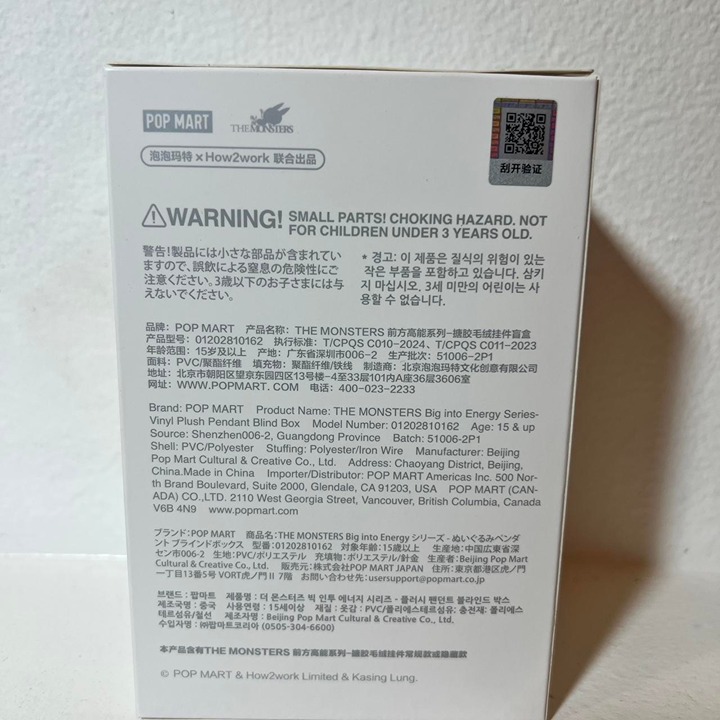 POP MART THE MONSTERS
泡泡玛特 × How2work 联合出品
刮开验证
WARNING! SMALL PARTS! CHOKING HAZARD. NOT
FOR CHILDREN UNDER 3 YEARS OLD.
警告!製品には小さな部品が含まれてい
ますので、誤飲による窒息の危険性にご
注意ください。3歳以下のお子さまには与
えないでください。
* 경고: 이 제품은 질식의 위험이 있는
작은 부품을 포함하고 있습니다. 삼키
지 마십시오. 3세 미만의 어린이는 사
용할 수 없습니다.
品牌：POP MART 产品名称：THE MONSTERS 前方高能系列-搪胶毛绒挂件盲盒
产品型号：01202810162 执行标准：T/CPQS C010-2024、T/CPQS C011-2023
年龄范围：15岁及以上 产地：广东省深圳市006-2 生产批次：51006-2P1
面料：PVC/聚酯纤维 填充物：聚酯纤维/铁线 制造商：北京泡泡玛特文化创意有限公司
地址：北京市朝阳区望京东园四区13号楼-4至33层101内A座36层3606室
网址：WWW.POPMART. COM 电话：400-023-2233
Brand: POP MART Product Name: THE MONSTERS Big into Energy Series-
Vinyl Plush Pendant Blind Box Model Number: 01202810162 Age: 15 & up
Source: Shenzhen006-2, Guangdong Province Batch: 51006-2P1
Shell: PVC/Polyester Stuffing: Polyester/Iron Wire Manufacturer: Beijing
Pop Mart Cultural & Creative Co., Ltd. Address: Chaoyang District, Beijing,
China.Made in China Importer/Distributor: POP MART Americas Inc. 500 Nor-
th Brand Boulevard, Suite 2000, Glendale, CA 91203, USA POP MART (CAN-
ADA) CO.,LTD. 2110 West Georgia Street, Vancouver, British Columbia, Canada
V6B 4N9 www.popmart.com
ブランド：POP MART 商品名：THE MONSTERS Big into Energy シリーズ - ぬいぐるみペンダ
ント ブラインドボックス 型番：01202810162 対象年齢：15歳以上 生産地：中国広東省深
セン市006-2 生地：PVC/ポリエステル 充填物：ポリエステル/針金 生産者：Beijing Pop Mart
Cultural & Creative Co., Ltd. 販売元：株式会社POP MART JAPAN 住所：東京都港区虎ノ門
一丁目13番5号 VORT虎ノ門Ⅱ 7階 お問い合わせ先：usersupport@popmart.co.jp
브랜드 : 팝마트 제품명 : 더 몬스터즈 빅 인투 에너지 시리즈 - 플러시 팬던트 블라인드 박스
제조국명 : 중국 사용연령 : 15세이상 재질 : 옷감 : PVC/폴리에스테르섬유; 충전재: 폴리에스
테르섬유/철선 제조자명 : Beijing Pop Mart Cultural & Creative Co., Ltd.
수입자명 : ㈜팝마트코리아 (0505-304-6600)
本产品含有THE MONSTERS 前方高能系列-搪胶毛绒挂件常规款或隐藏款
© POP MART & How2work Limited & Kasing Lung.